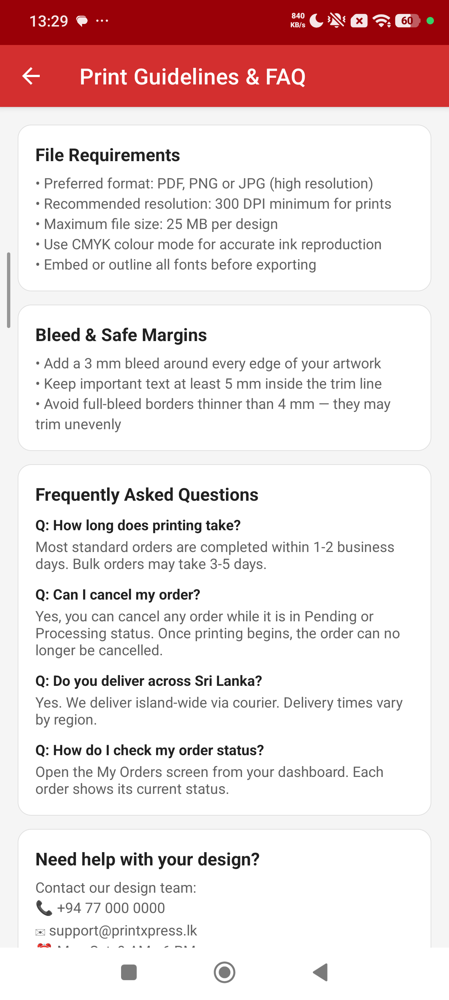 13:29
840
KB/s
60
Print Guidelines & FAQ
File Requirements
• Preferred format: PDF, PNG or JPG (high resolution)
• Recommended resolution: 300 DPI minimum for prints
• Maximum file size: 25 MB per design
• Use CMYK colour mode for accurate ink reproduction
• Embed or outline all fonts before exporting
Bleed & Safe Margins
• Add a 3 mm bleed around every edge of your artwork
• Keep important text at least 5 mm inside the trim line
• Avoid full-bleed borders thinner than 4 mm — they may
trim unevenly
Frequently Asked Questions
Q: How long does printing take?
Most standard orders are completed within 1-2 business
days. Bulk orders may take 3-5 days.
Q: Can I cancel my order?
Yes, you can cancel any order while it is in Pending or
Processing status. Once printing begins, the order can no
longer be cancelled.
Q: Do you deliver across Sri Lanka?
Yes. We deliver island-wide via courier. Delivery times vary
by region.
Q: How do I check my order status?
Open the My Orders screen from your dashboard. Each
order shows its current status.
Need help with your design?
Contact our design team:
📞 +94 77 000 0000
✉ support@printxpress.lk